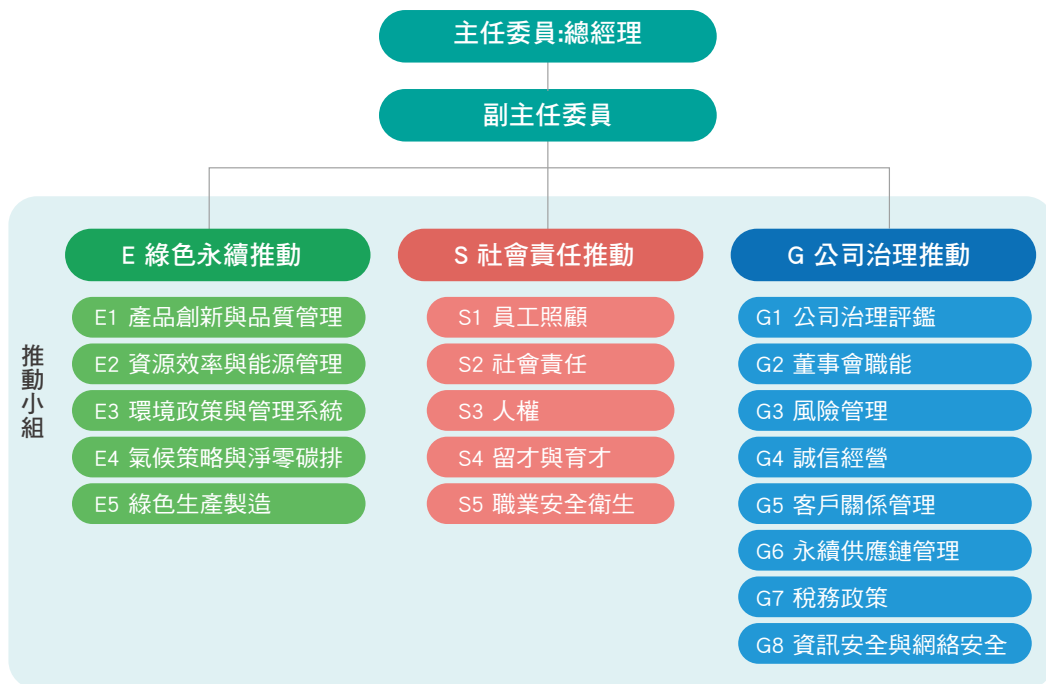 主任委員:總經理
副主任委員
推動小組
E 綠色永續推動
E1 產品創新與品質管理
E2 資源效率與能源管理
E3 環境政策與管理系統
E4 氣候策略與淨零碳排
E5 綠色生產製造
S 社會責任推動
S1 員工照顧
S2 社會責任
S3 人權
S4 留才與育才
S5 職業安全衛生
G 公司治理推動
G1 公司治理評鑑
G2 董事會職能
G3 風險管理
G4 誠信經營
G5 客戶關係管理
G6 永續供應鏈管理
G7 稅務政策
G8 資訊安全與網絡安全